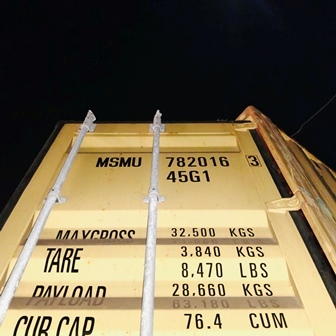 MSMU 782016 3
45G1
MAXGROSS 32.500 KGS
TARE 3.840 KGS
8,470 LBS
PAYLOAD 28.660 KGS
63.180 LBS
CUB CAP 76.4 CUM